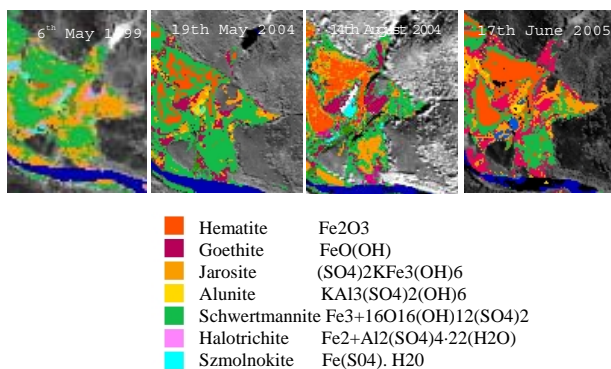 6th May 1999
19th May 2004
14th August 2004
17th June 2005
Hematite Fe2O3
Goethite FeO(OH)
Jarosite (SO4)2KFe3(OH)6
Alunite KAl3(SO4)2(OH)6
Schwertmannite Fe3+16O16(OH)12(SO4)2
Halotrichite Fe2+Al2(SO4)4·22(H2O)
Szmolnokite Fe(S04). H20